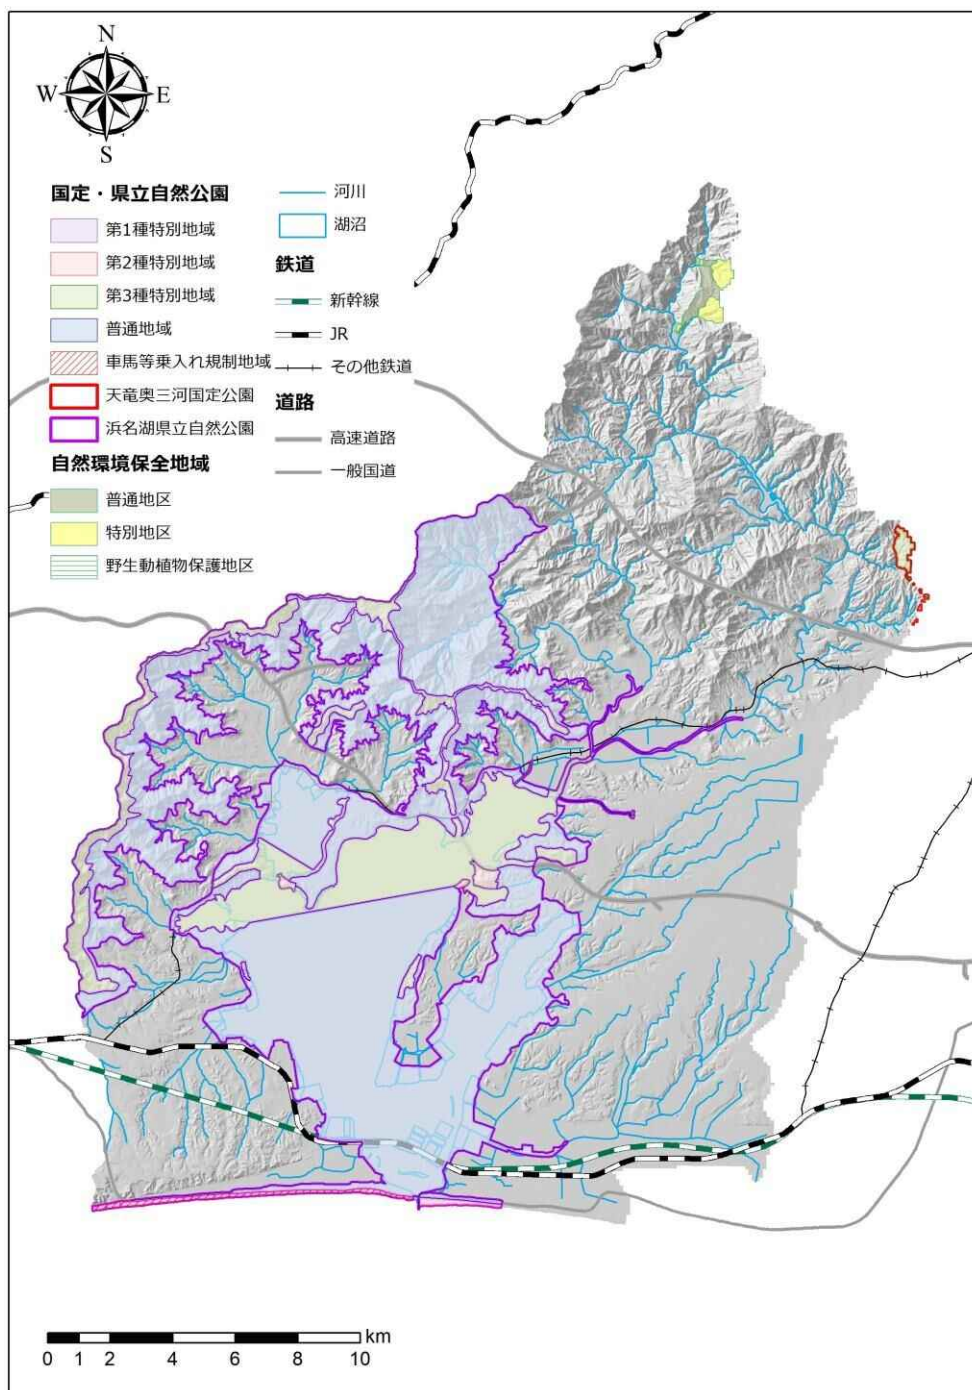 N
W E
S
国定・県立自然公園
第1種特別地域
第2種特別地域
第3種特別地域
普通地域
車馬等乗入れ規制地域
天竜奥三河国定公園
浜名湖県立自然公園
自然環境保全地域
普通地区
特別地区
野生動植物保護地区
河川
湖沼
鉄道
新幹線
JR
その他鉄道
道路
高速道路
一般国道
km
0 1 2 4 6 8 10